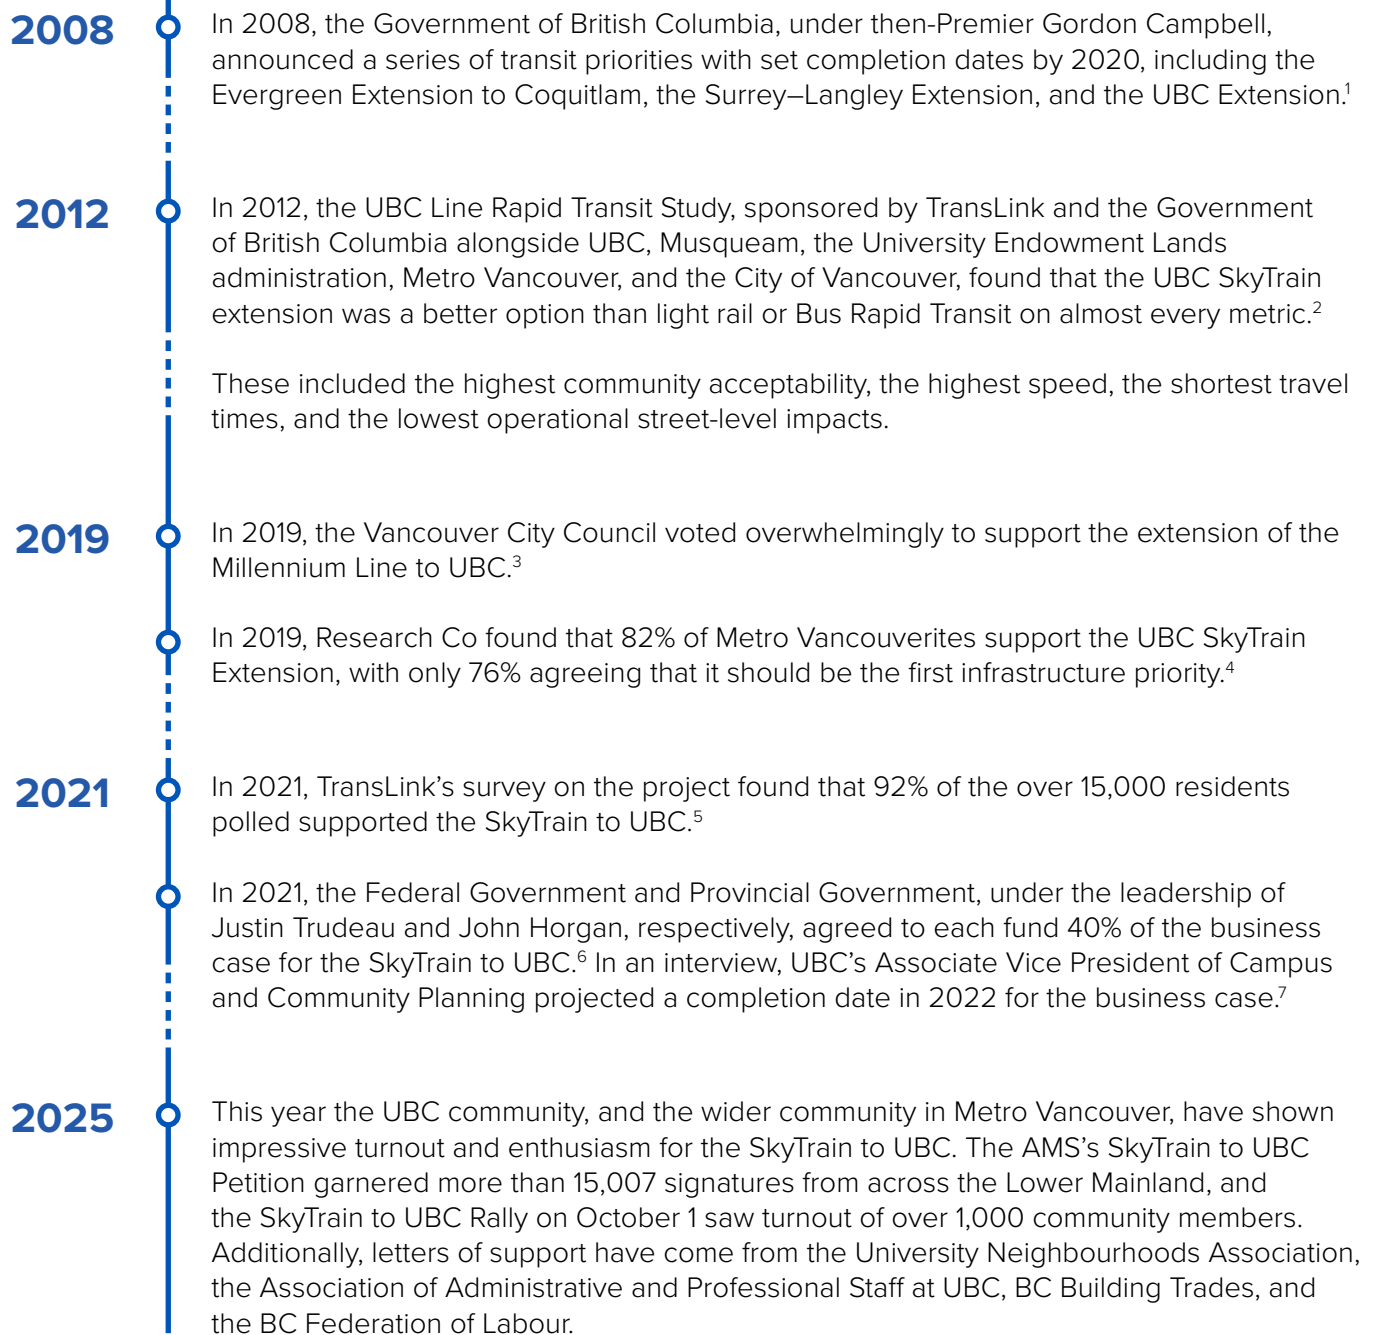 2008
In 2008, the Government of British Columbia, under then-Premier Gordon Campbell,
announced a series of transit priorities with set completion dates by 2020, including the
Evergreen Extension to Coquitlam, the Surrey–Langley Extension, and the UBC Extension.1
2012
In 2012, the UBC Line Rapid Transit Study, sponsored by TransLink and the Government
of British Columbia alongside UBC, Musqueam, the University Endowment Lands
administration, Metro Vancouver, and the City of Vancouver, found that the UBC SkyTrain
extension was a better option than light rail or Bus Rapid Transit on almost every metric.2
These included the highest community acceptability, the highest speed, the shortest travel
times, and the lowest operational street-level impacts.
2019
In 2019, the Vancouver City Council voted overwhelmingly to support the extension of the
Millennium Line to UBC.3
In 2019, Research Co found that 82% of Metro Vancouverites support the UBC SkyTrain
Extension, with only 76% agreeing that it should be the first infrastructure priority.4
2021
In 2021, TransLink's survey on the project found that 92% of the over 15,000 residents
polled supported the SkyTrain to UBC.5
In 2021, the Federal Government and Provincial Government, under the leadership of
Justin Trudeau and John Horgan, respectively, agreed to each fund 40% of the business
case for the SkyTrain to UBC.6 In an interview, UBC's Associate Vice President of Campus
and Community Planning projected a completion date in 2022 for the business case.7
2025
This year the UBC community, and the wider community in Metro Vancouver, have shown
impressive turnout and enthusiasm for the SkyTrain to UBC. The AMS's SkyTrain to UBC
Petition garnered more than 15,007 signatures from across the Lower Mainland, and
the SkyTrain to UBC Rally on October 1 saw turnout of over 1,000 community members.
Additionally, letters of support have come from the University Neighbourhoods Association,
the Association of Administrative and Professional Staff at UBC, BC Building Trades, and
the BC Federation of Labour.